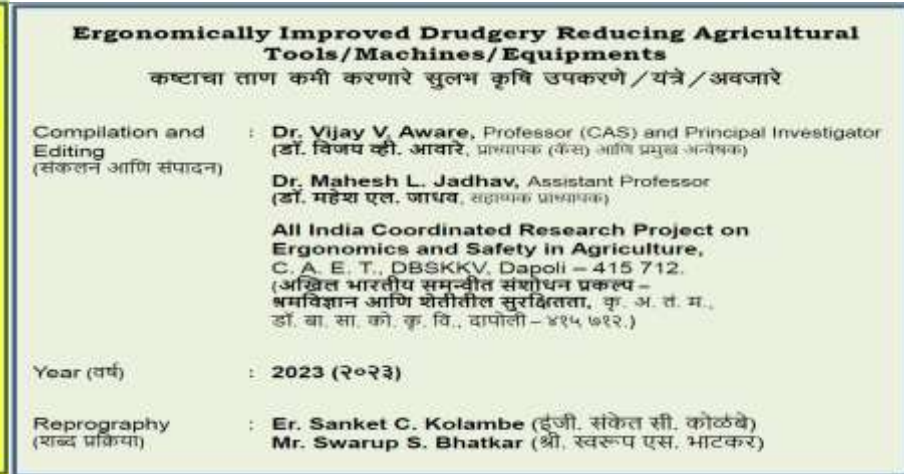 Ergonomically Improved Drudgery Reducing Agricultural
Tools/Machines/Equipments
कष्टाचा ताण कमी करणारे सुलभ कृषि उपकरणे/यंत्रे/अवजारे
Compilation and Editing : Dr. Vijay V. Aware, Professor (CAS) and Principal Investigator
(संकलन आणि संपादन) (डॉ. विजय व्ही. आवारे, प्राध्यापक (कॅस) आणि प्रमुख अन्वेषक)
Dr. Mahesh L. Jadhav, Assistant Professor
(डॉ. महेश एल. जाधव, सहाय्यक प्राध्यापक)
All India Coordinated Research Project on
Ergonomics and Safety in Agriculture,
C. A. E. T., DBSKKV, Dapoli – 415 712.
(अखिल भारतीय समन्वीत संशोधन प्रकल्प –
श्रमविज्ञान आणि शेतीतील सुरक्षितता, कृ. अ. तं. म.,
डॉ. बा. सा. को. कृ. वि., दापोली – ४१५ ७१२.)
Year (वर्ष) : 2023 (२०२३)
Reprography : Er. Sanket C. Kolambe (इंजी. संकेत सी. कोळंबे)
(शब्द प्रक्रिया) Mr. Swarup S. Bhatkar (श्री. स्वरूप एस. भाटकर)